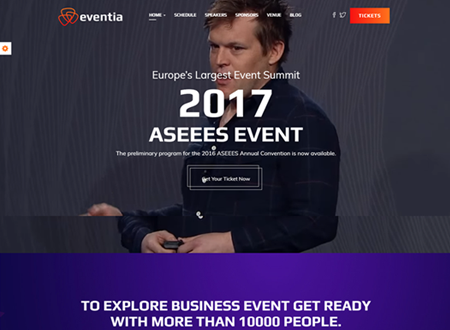 eventia
HOME SCHEDULE SPEAKERS SPONSORS VENUE BLOG
TICKETS
Europe's Largest Event Summit
2017
ASEEES EVENT
The preliminary program for the 2016 ASEEES Annual Convention is now available.
Get Your Ticket Now
TO EXPLORE BUSINESS EVENT GET READY
WITH MORE THAN 10000 PEOPLE.